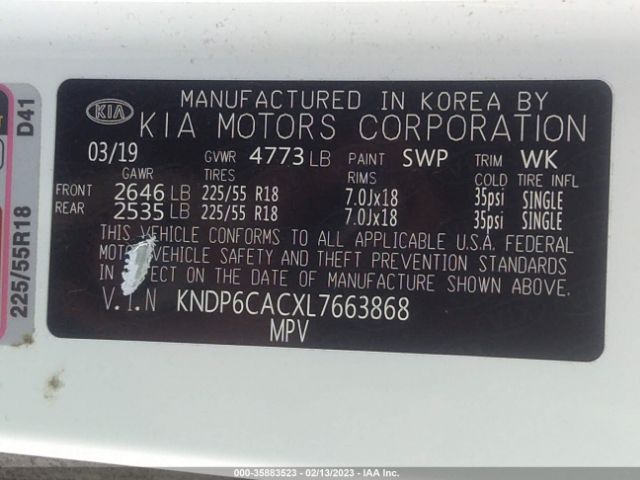 MANUFACTURED IN KOREA BY
KIA
KIA MOTORS CORPORATION
03/19 GVWR 4773 LB PAINT SWP TRIM WK
GAWR TIRES RIMS COLD TIRE INFL
FRONT 2646 LB 225/55 R18 7.0Jx18 35psi SINGLE
REAR 2535 LB 225/55 R18 7.0Jx18 35psi SINGLE
THIS VEHICLE CONFORMS TO ALL APPLICABLE U.S.A. FEDERAL
MOTOR VEHICLE SAFETY AND THEFT PREVENTION STANDARDS
IN EFFECT ON THE DATE OF MANUFACTURE SHOWN ABOVE.
V.I.N KNDP6CACXL7663868
MPV
D41
225/55R18
© COPART - 35883523 - 02/13/2023 - IAA, Inc.